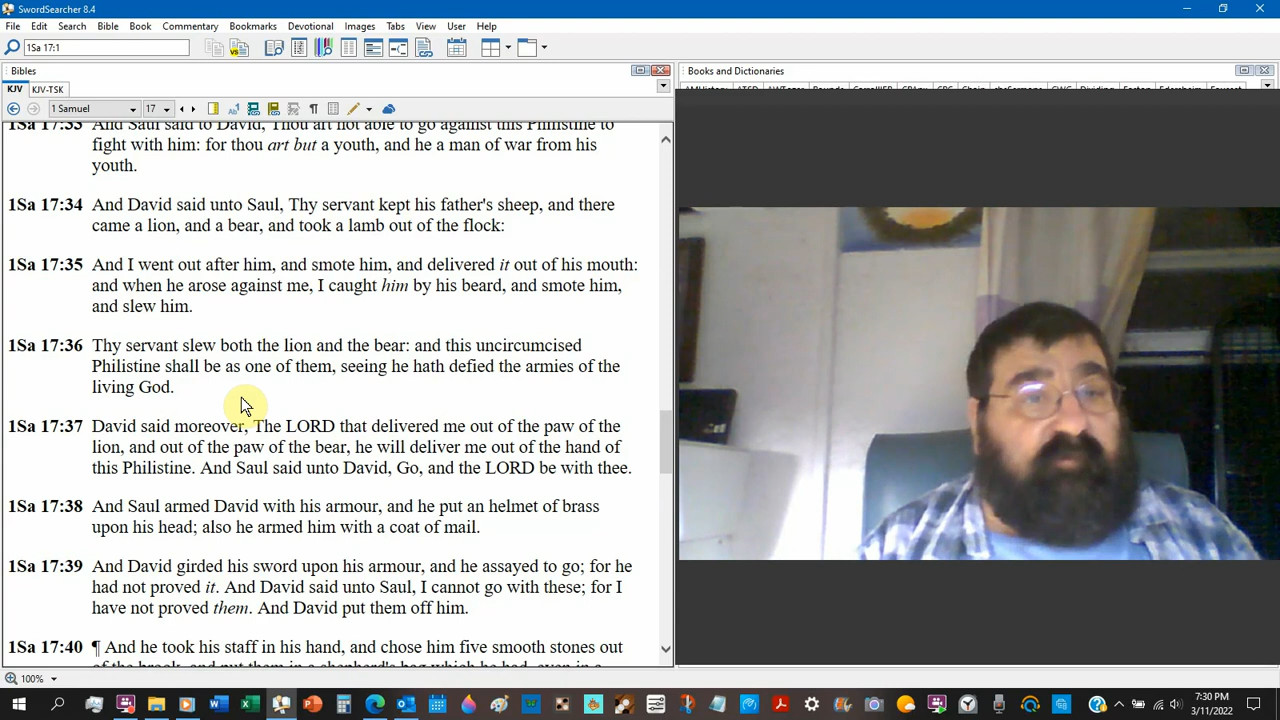 SwordSearcher 8.4
File Edit Search Bible Book Commentary Bookmarks Devotional Images Tabs View User Help
1Sa 17:1
Bibles
Books and Dictionaries
KJV KJV-TSK
1 Samuel 17
1Sa 17:33 And Saul said to David, Thou art not able to go against this Philistine to
fight with him: for thou art but a youth, and he a man of war from his
youth.
1Sa 17:34 And David said unto Saul, Thy servant kept his father's sheep, and there
came a lion, and a bear, and took a lamb out of the flock:
1Sa 17:35 And I went out after him, and smote him, and delivered it out of his mouth:
and when he arose against me, I caught him by his beard, and smote him,
and slew him.
1Sa 17:36 Thy servant slew both the lion and the bear: and this uncircumcised
Philistine shall be as one of them, seeing he hath defied the armies of the
living God.
1Sa 17:37 David said moreover, The LORD that delivered me out of the paw of the
lion, and out of the paw of the bear, he will deliver me out of the hand of
this Philistine. And Saul said unto David, Go, and the LORD be with thee.
1Sa 17:38 And Saul armed David with his armour, and he put an helmet of brass
upon his head; also he armed him with a coat of mail.
1Sa 17:39 And David girded his sword upon his armour, and he assayed to go; for he
had not proved it. And David said unto Saul, I cannot go with these; for I
have not proved them. And David put them off him.
1Sa 17:40 ¶ And he took his staff in his hand, and chose him five smooth stones out
of the brook, and put them in a shepherd's bag which he had, even in a
100%
7:30 PM
3/11/2022